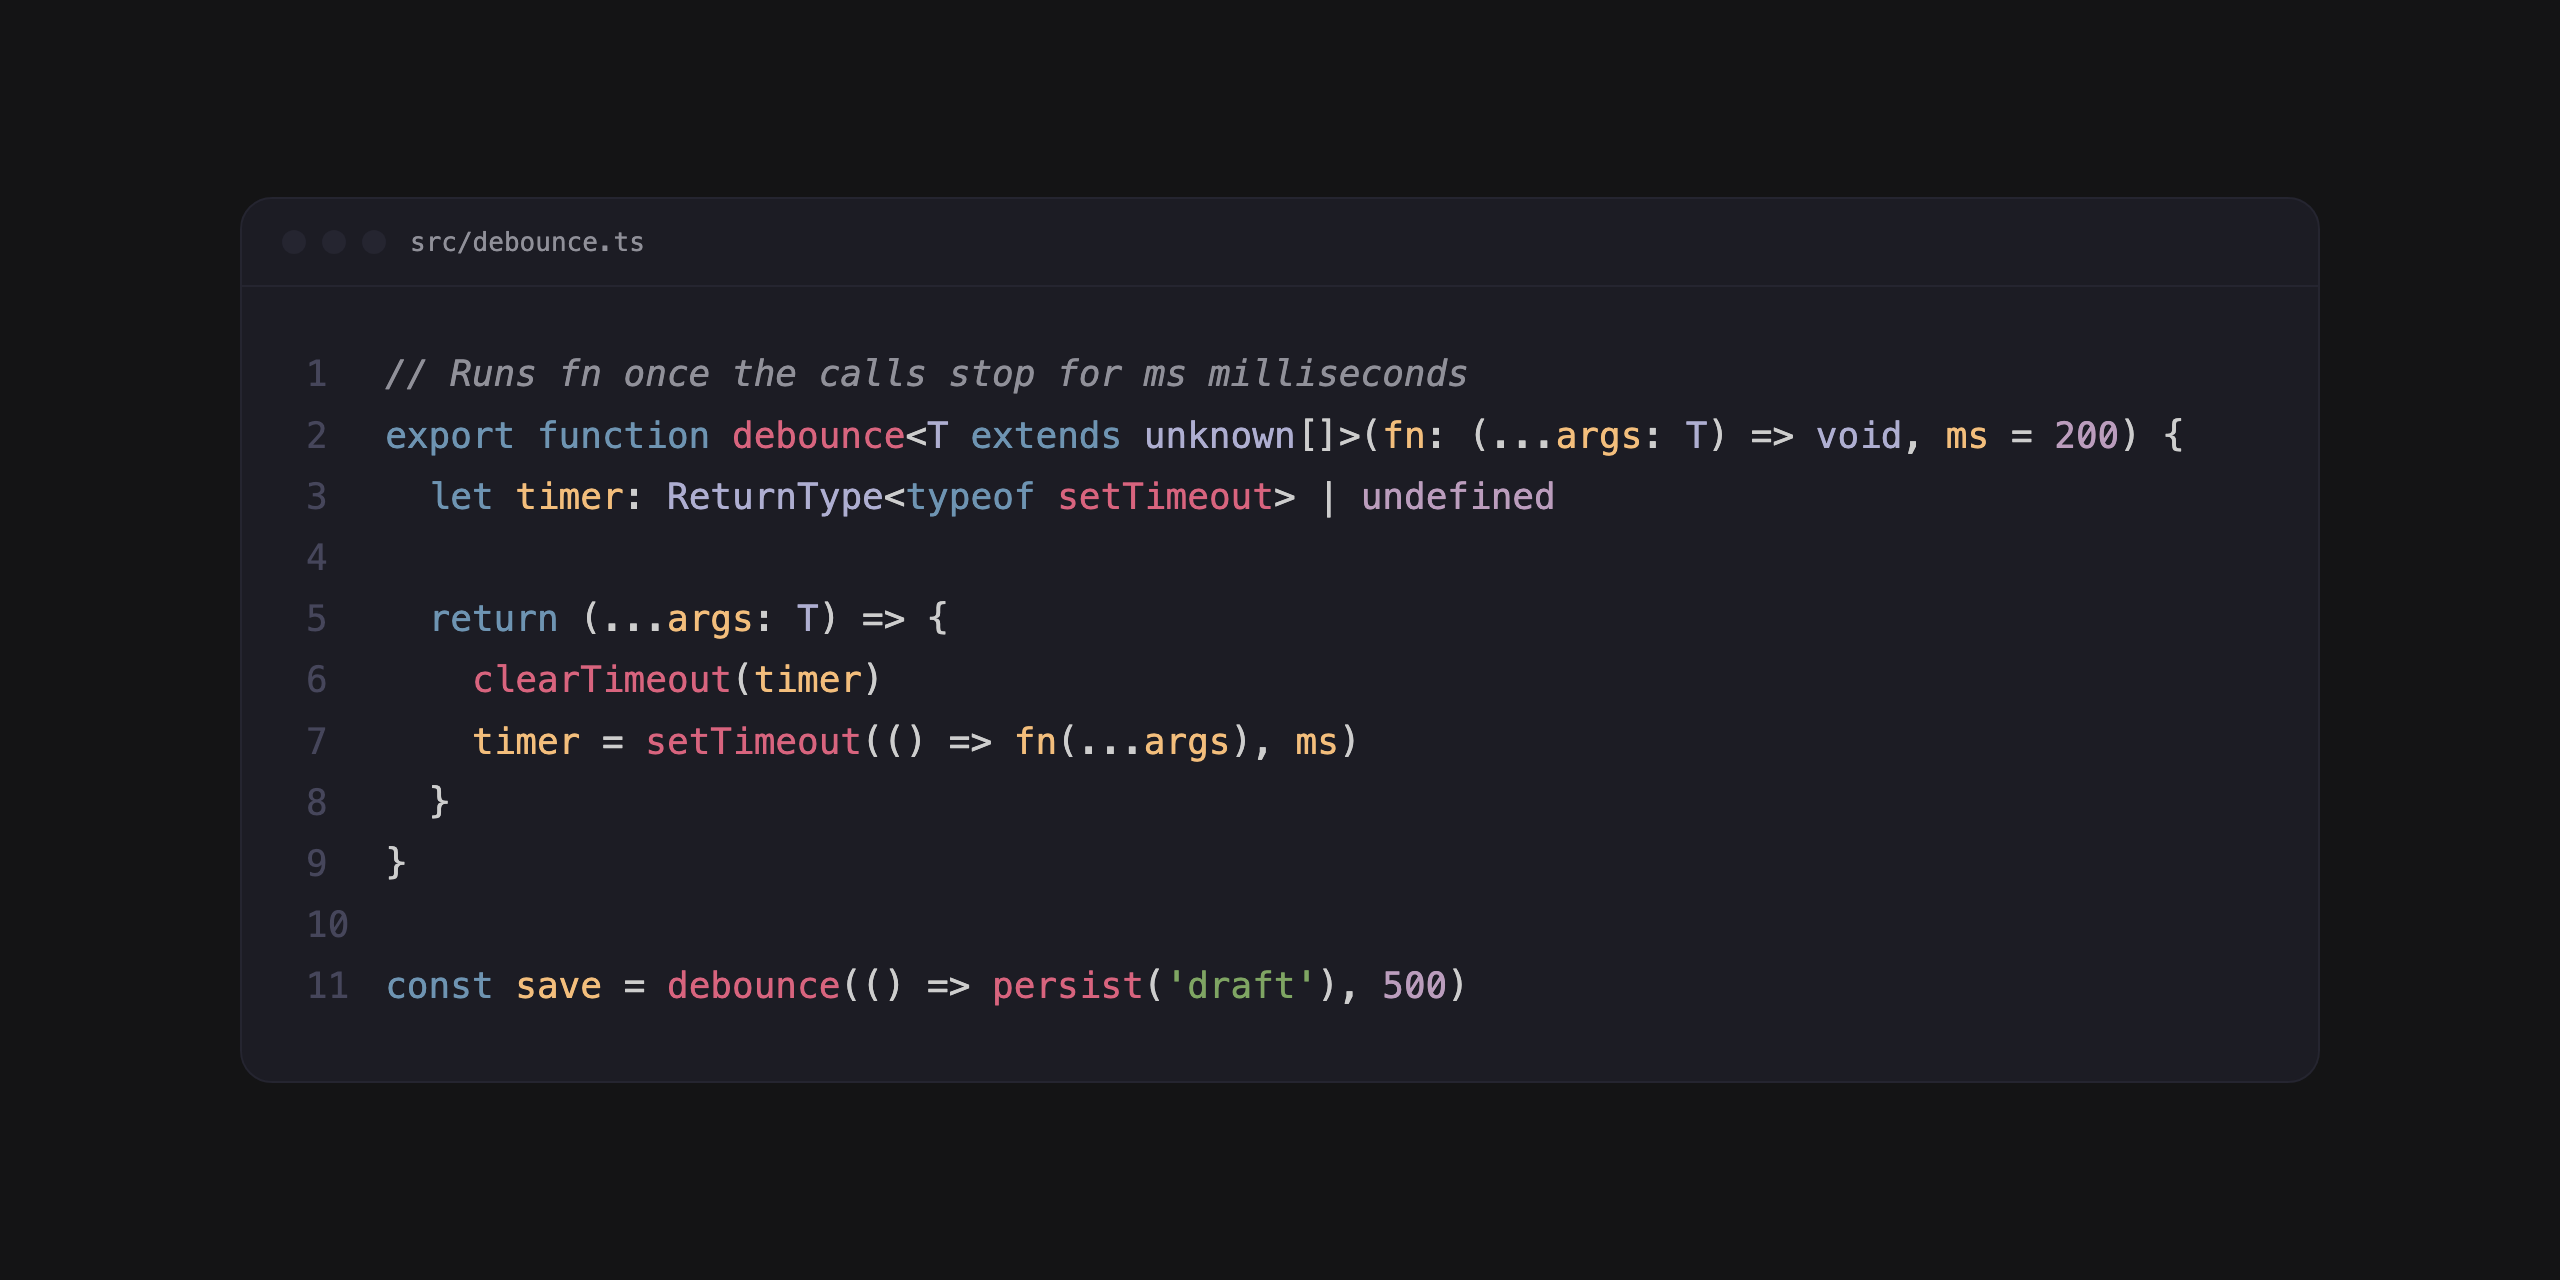 src/debounce.ts
1 // Runs fn once the calls stop for ms milliseconds
2 export function debounce<T extends unknown[]>(fn: (...args: T) => void, ms = 200) {
3   let timer: ReturnType<typeof setTimeout> | undefined
4
5   return (...args: T) => {
6     clearTimeout(timer)
7     timer = setTimeout(() => fn(...args), ms)
8   }
9 }
10
11 const save = debounce(() => persist('draft'), 500)